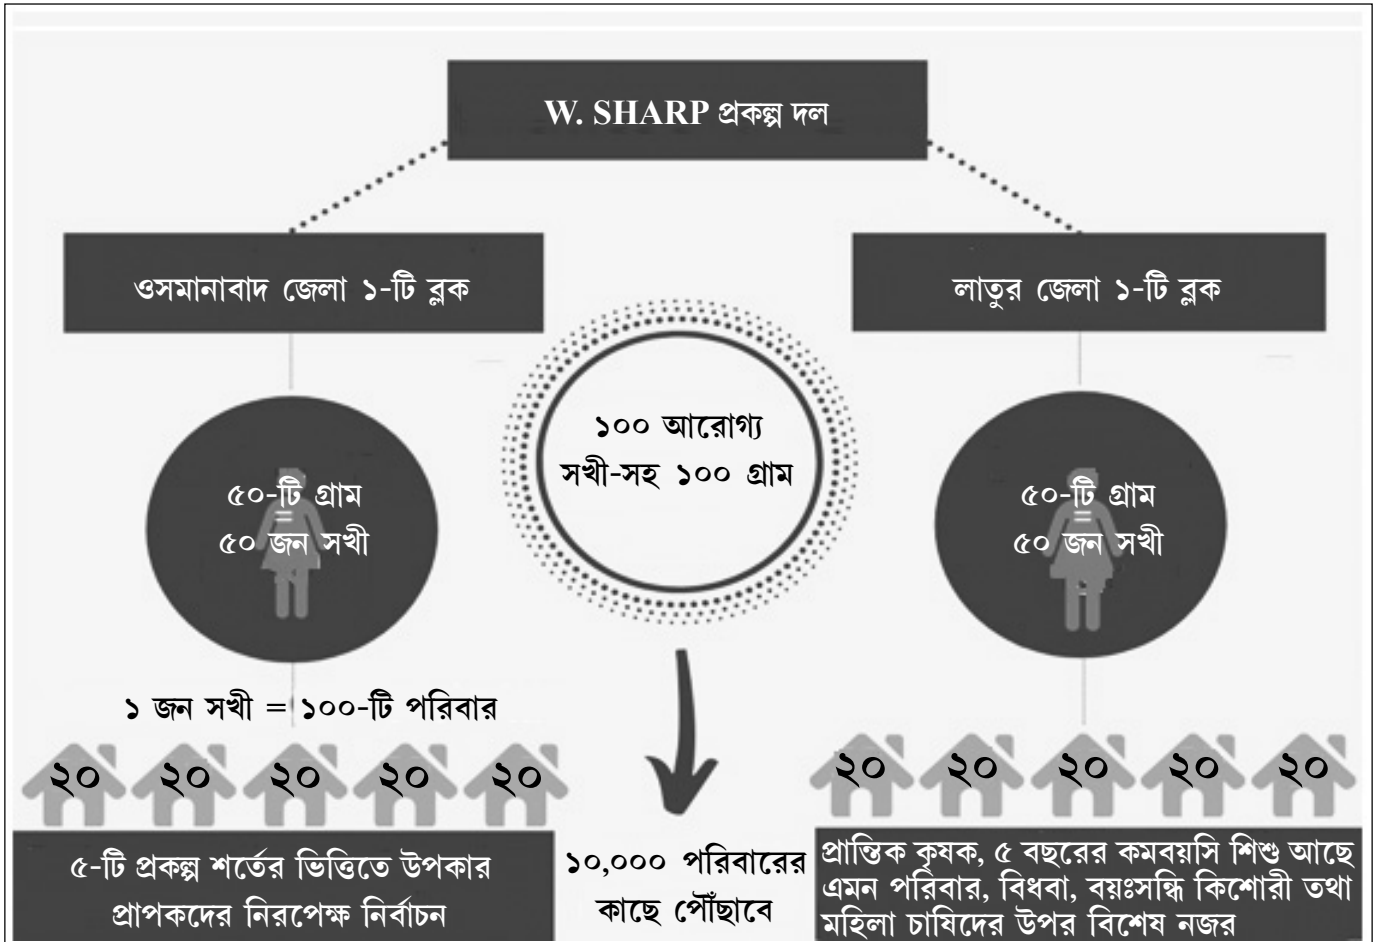 W. SHARP প্রকল্প দল
ওসমানাবাদ জেলা ১-টি ব্লক
লাতুর জেলা ১-টি ব্লক
১০০ আরোগ্য
সখী-সহ ১০০ গ্রাম
৫০-টি গ্রাম
=
৫০ জন সখী
৫০-টি গ্রাম
=
৫০ জন সখী
১ জন সখী = ১০০-টি পরিবার
২০ ২০ ২০ ২০ ২০
২০ ২০ ২০ ২০ ২০
৫-টি প্রকল্প শর্তের ভিত্তিতে উপকার
প্রাপকদের নিরপেক্ষ নির্বাচন
১০,০০০ পরিবারের
কাছে পৌঁছাবে
প্রান্তিক কৃষক, ৫ বছরের কমবয়সি শিশু আছে
এমন পরিবার, বিধবা, বয়ঃসন্ধি কিশোরী তথা
মহিলা চাষিদের উপর বিশেষ নজর